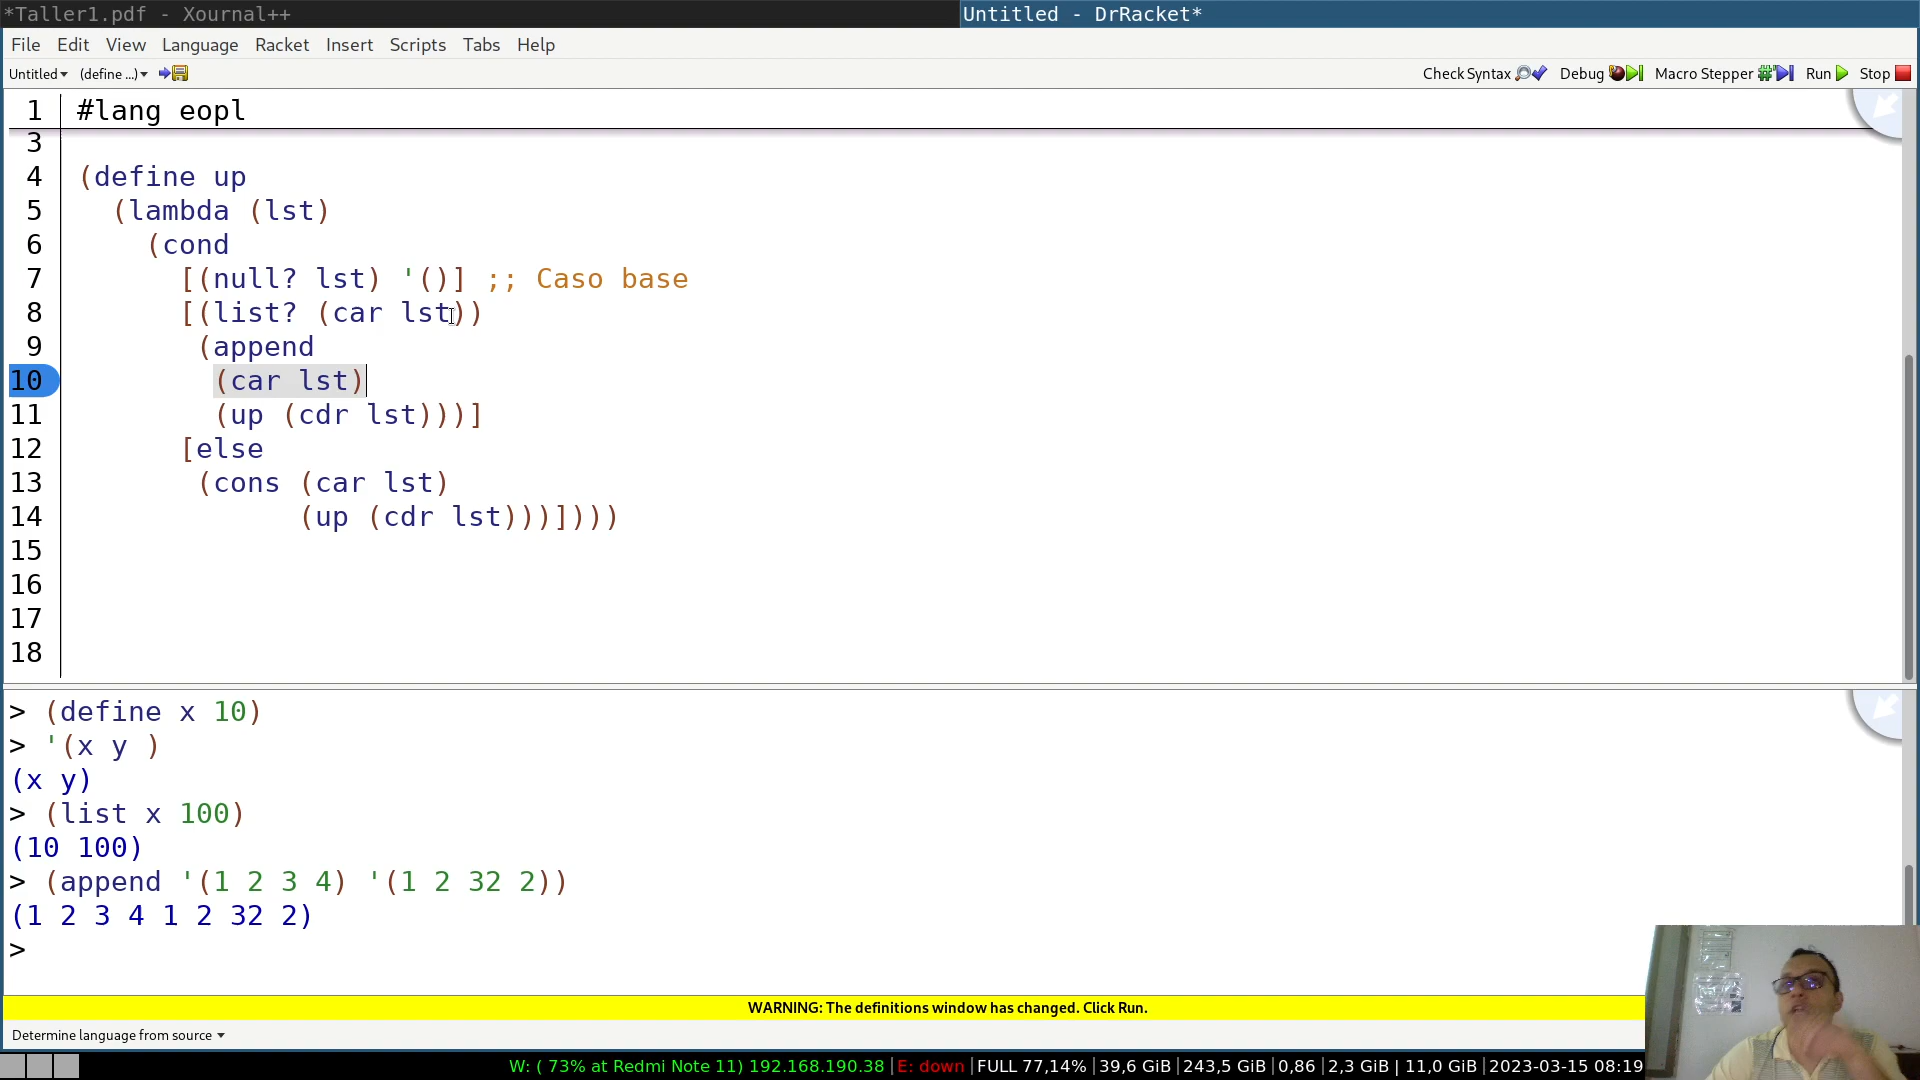 *Taller1.pdf - Xournal++
Untitled - DrRacket*
File Edit View Language Racket Insert Scripts Tabs Help
Untitled (define ...) Check Syntax Debug Macro Stepper Run Stop
1 #lang eopl
3
4 (define up
5 (lambda (lst)
6 (cond
7 [(null? lst) '()] ;; Caso base
8 [(list? (car lst))
9 (append
10 (car lst)
11 (up (cdr lst)))]
12 [else
13 (cons (car lst)
14 (up (cdr lst)))])))
15
16
17
18
> (define x 10)
> '(x y )
(x y)
> (list x 100)
(10 100)
> (append '(1 2 3 4) '(1 2 32 2))
(1 2 3 4 1 2 32 2)
>
WARNING: The definitions window has changed. Click Run.
Determine language from source
W: ( 73% at Redmi Note 11) 192.168.190.38 | E: down | FULL 77,14% | 39,6 GiB | 243,5 GiB | 0,86 | 2,3 GiB | 11,0 GiB | 2023-03-15 08:19